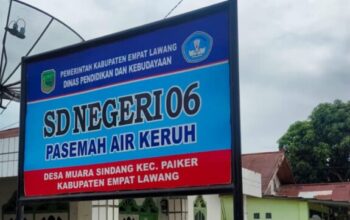 PEMERINTAH KABUPATEN EMPAT LAWANG
DINAS PENDIDIKAN DAN KEBUDAYAAN
SD NEGERI 06
PASEMAH AIR KERUH
DESA MUARA SINDANG KEC. PAIKER
KABUPATEN EMPAT LAWANG